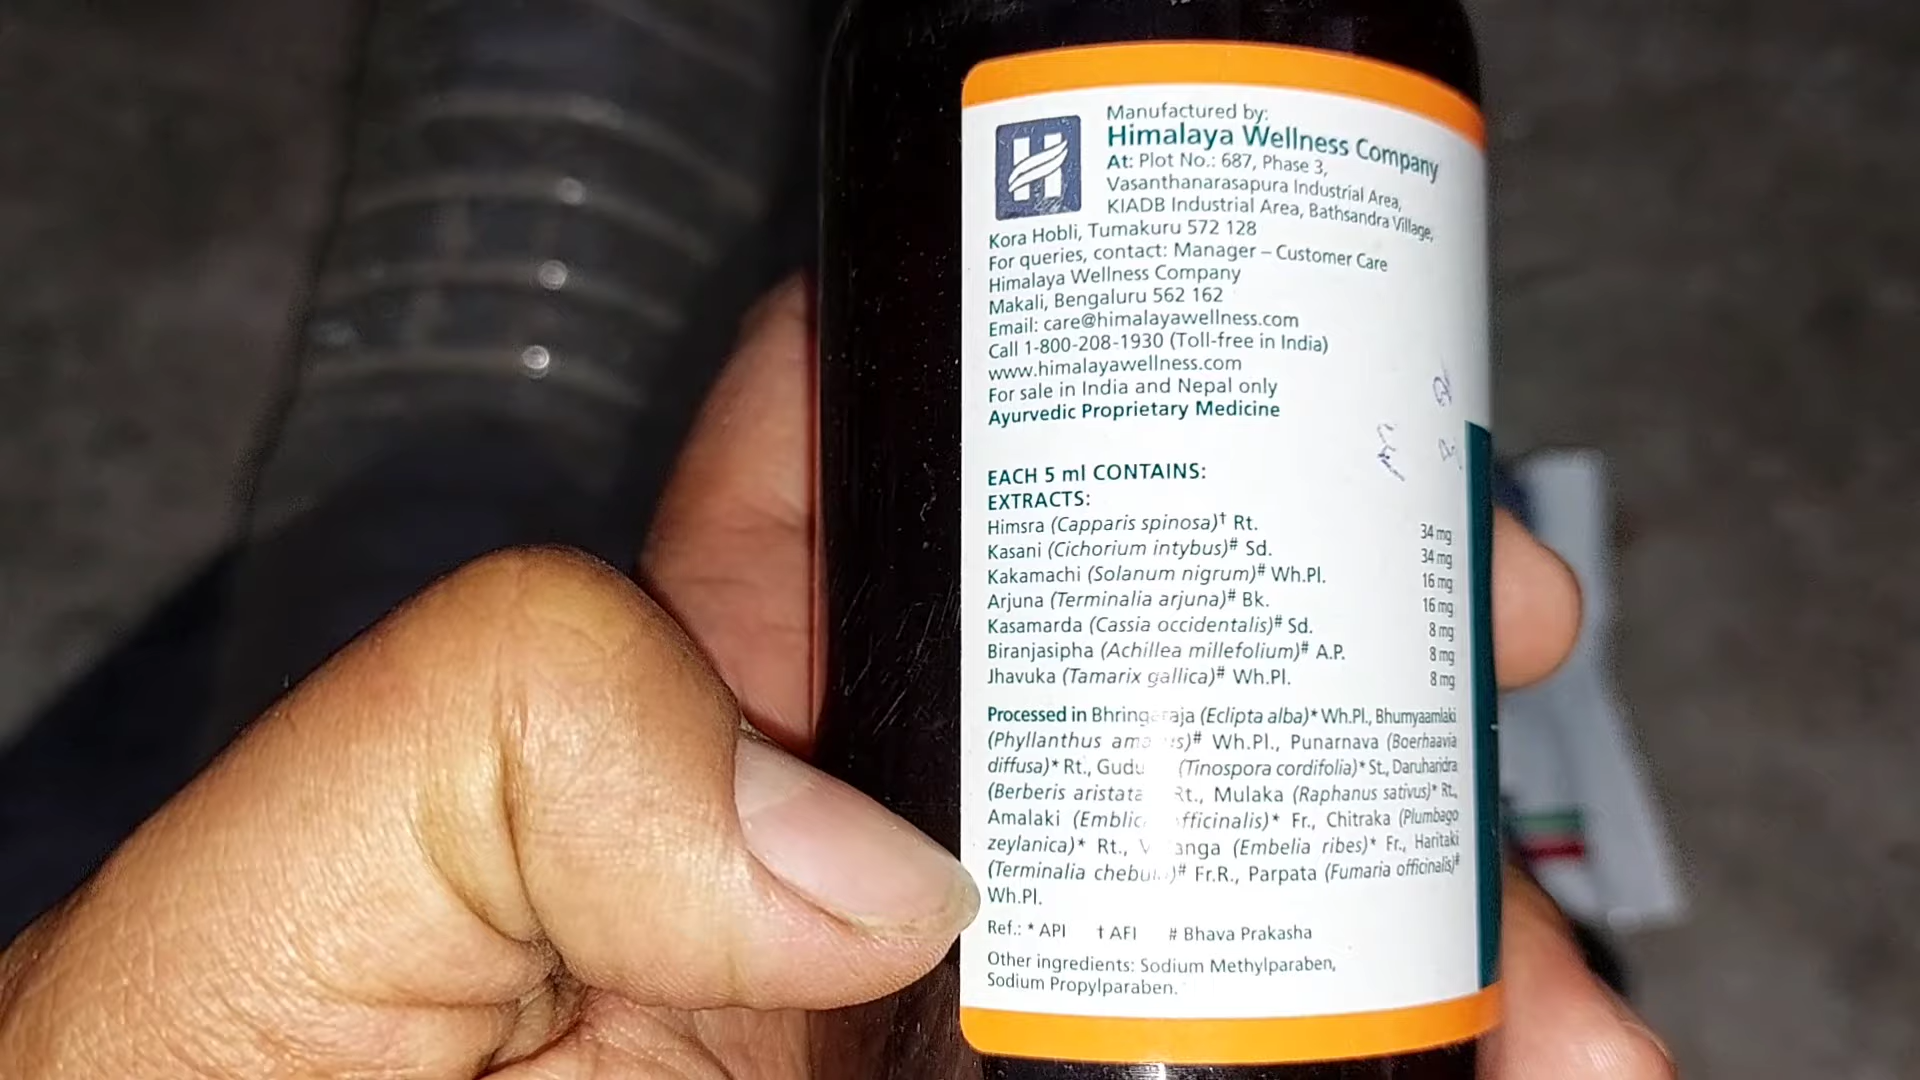 Manufactured by:
Himalaya Wellness Company
At: Plot No.: 687, Phase 3,
Vasanthanarasapura Industrial Area,
KIADB Industrial Area, Bathsandra Village,
Kora Hobli, Tumakuru 572 128
For queries, contact: Manager – Customer Care
Himalaya Wellness Company
Makali, Bengaluru 562 162
Email: care@himalayawellness.com
Call 1-800-208-1930 (Toll-free in India)
www.himalayawellness.com
For sale in India and Nepal only
Ayurvedic Proprietary Medicine
EACH 5 ml CONTAINS:
EXTRACTS:
Himsra (Capparis spinosa)† Rt. 34 mg
Kasani (Cichorium intybus)# Sd. 34 mg
Kakamachi (Solanum nigrum)# Wh.Pl. 16 mg
Arjuna (Terminalia arjuna)# Bk. 16 mg
Kasamarda (Cassia occidentalis)# Sd. 8 mg
Biranjasipha (Achillea millefolium)# A.P. 8 mg
Jhavuka (Tamarix gallica)# Wh.Pl. 8 mg
Processed in (Eclipta alba)* Wh.Pl., Bhumyaamlaki
(Phyllanthus Wh.Pl., Punarnava (Boerhaavia
diffusa)* Rt., (Tinospora cordifolia)* St., Daruharidra
(Berberis Rt., Mulaka (Raphanus sativus)* Rt.,
Amalaki Fr., Chitraka (Plumbago
zeylanica)* Rt., (Embelia ribes)* Fr., Haritaki
(Terminalia Fr.R., Parpata (Fumaria officinalis)#
Wh.Pl.
Ref.: * API † AFI # Bhava Prakasha
Other ingredients: Sodium Methylparaben,
Sodium Propylparaben.